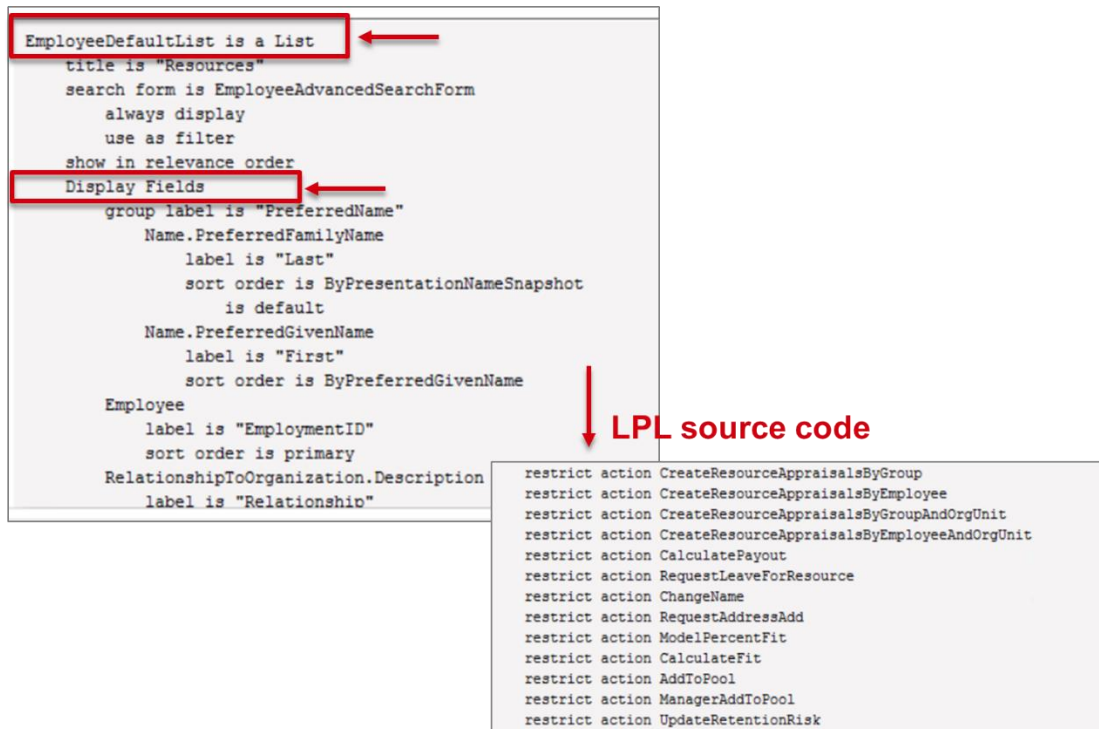 EmployeeDefaultList is a List
title is "Resources"
search form is EmployeeAdvancedSearchForm
always display
use as filter
show in relevance order
Display Fields
group label is "PreferredName"
Name.PreferredFamilyName
label is "Last"
sort order is ByPresentationNameSnapshot
is default
Name.PreferredGivenName
label is "First"
sort order is ByPreferredGivenName
Employee
label is "EmploymentID"
sort order is primary
RelationshipToOrganization.Description
label is "Relationship"
LPL source code
restrict action CreateResourceAppraisalsByGroup
restrict action CreateResourceAppraisalsByEmployee
restrict action CreateResourceAppraisalsByGroupAndOrgUnit
restrict action CreateResourceAppraisalsByEmployeeAndOrgUnit
restrict action CalculatePayout
restrict action RequestLeaveForResource
restrict action ChangeName
restrict action RequestAddressAdd
restrict action ModelPercentFit
restrict action CalculateFit
restrict action AddToPool
restrict action ManagerAddToPool
restrict action UpdateRetentionRisk